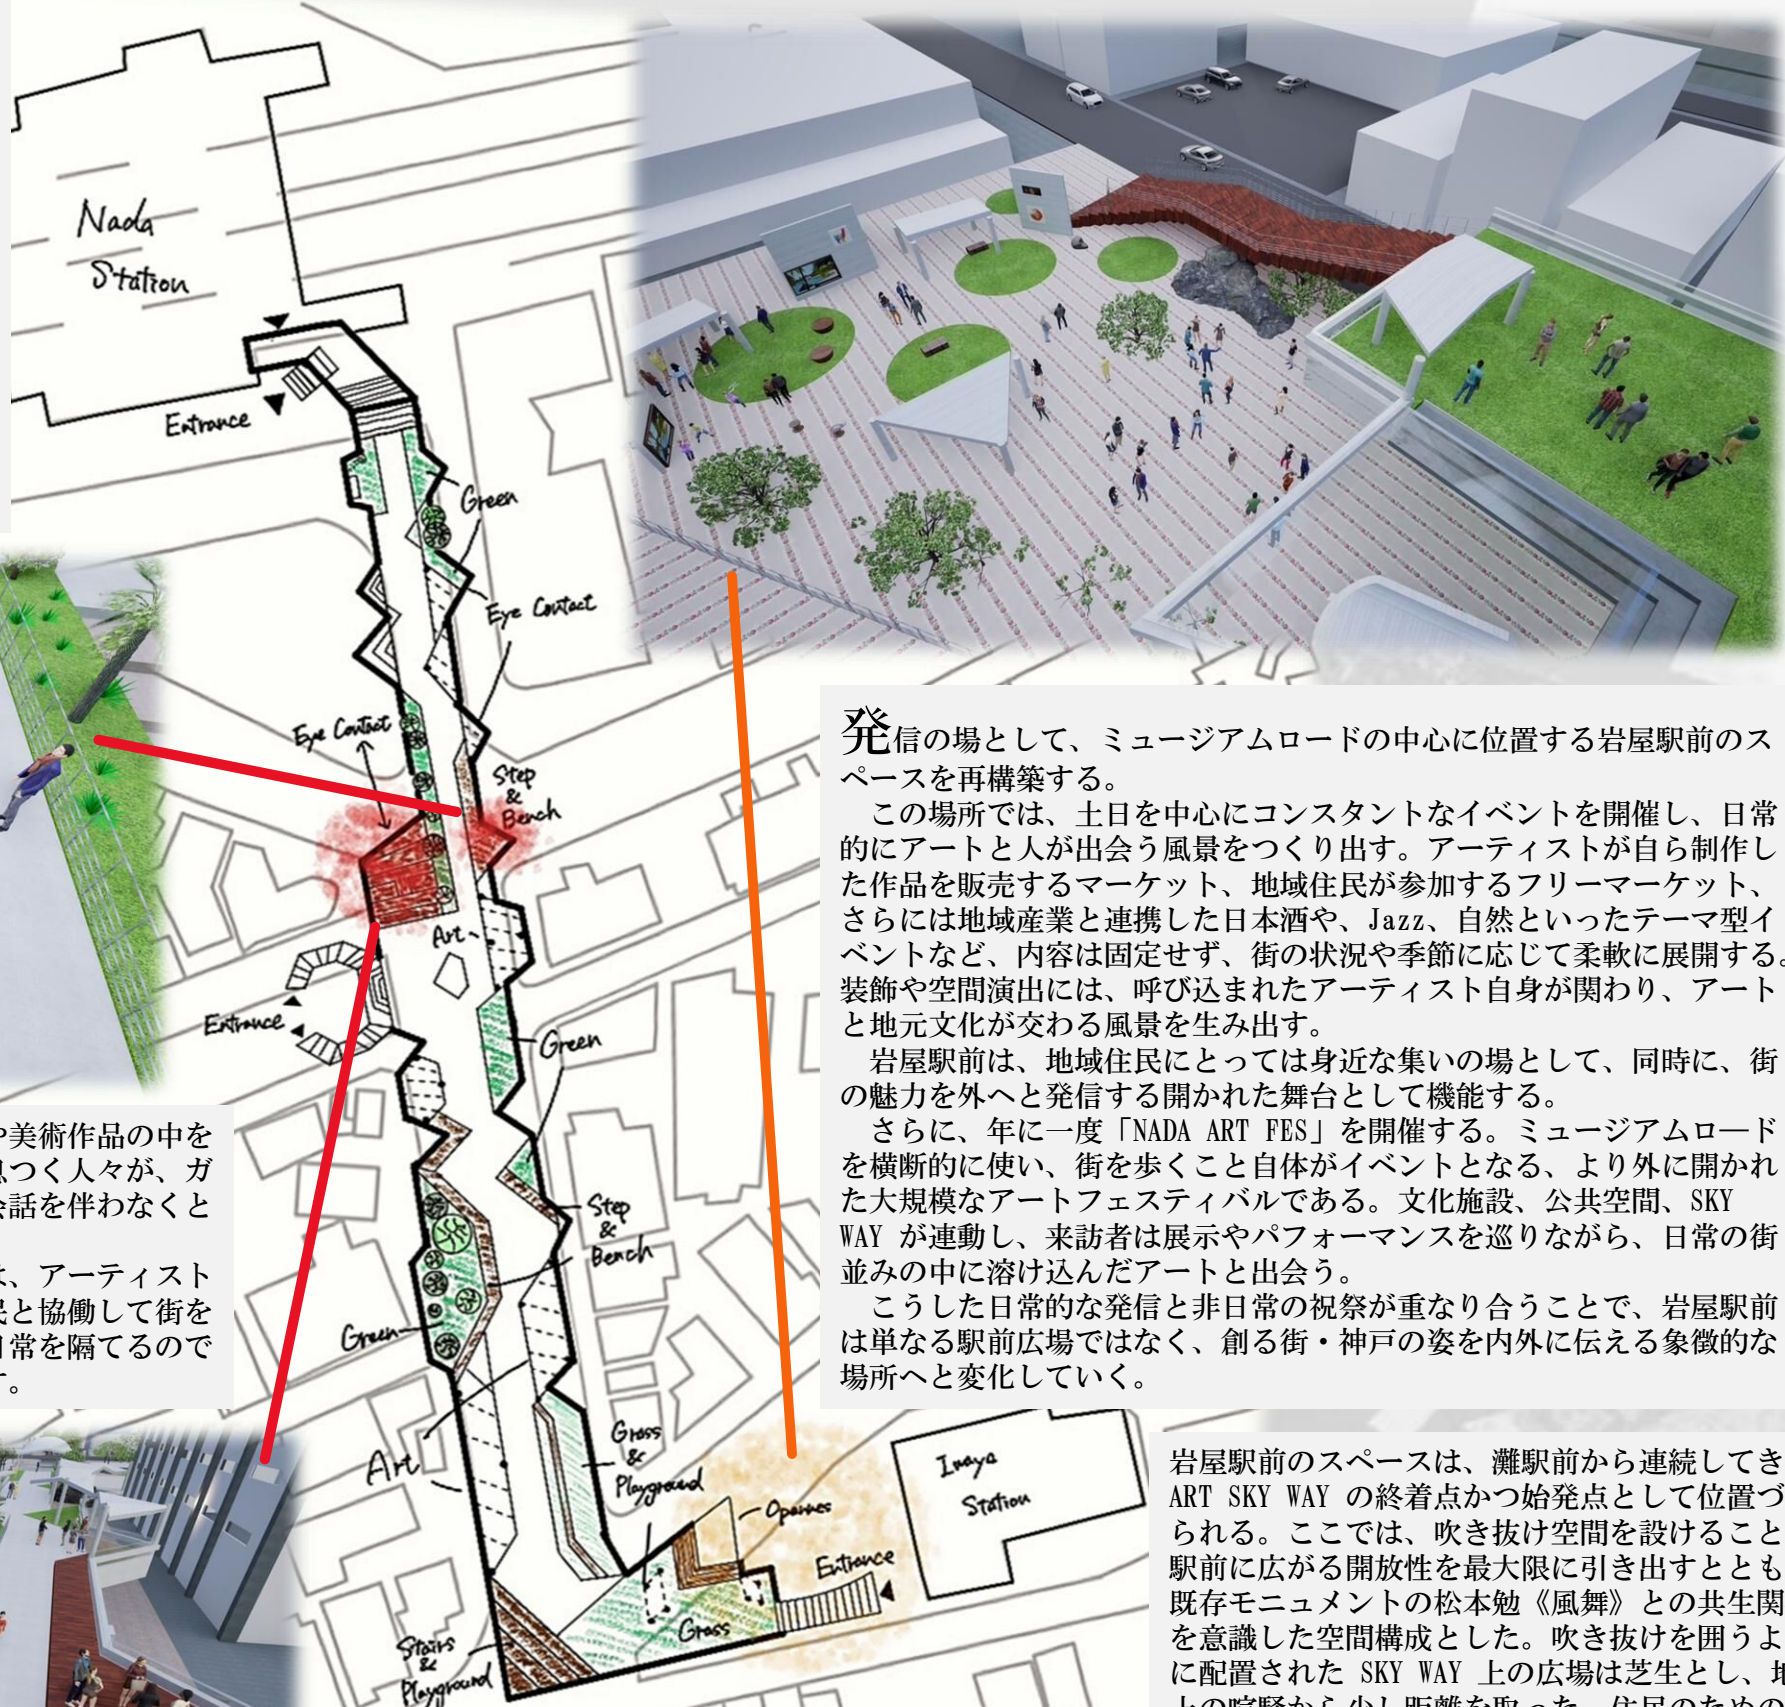 Nada
Station
Entrance
Green
Eye Contact
Eye Contact
Step
&
Bench
Art
Entrance
Green
Step
&
Bench
Green
Art
Grass
&
Playground
Openness
Iwaya
Station
Entrance
Grass
Stairs
&
Playground
発信の場として、ミュージアムロードの中心に位置する岩屋駅前のス
ペースを再構築する。
この場所では、土日を中心にコンスタントなイベントを開催し、日常
的にアートと人が出会う風景をつくり出す。アーティストが自ら制作し
た作品を販売するマーケット、地域住民が参加するフリーマーケット、
さらには地域産業と連携した日本酒や、Jazz、自然といったテーマ型イ
ベントなど、内容は固定せず、街の状況や季節に応じて柔軟に展開する。
装飾や空間演出には、呼び込まれたアーティスト自身が関わり、アート
と地元文化が交わる風景を生み出す。
岩屋駅前は、地域住民にとっては身近な集いの場として、同時に、街
の魅力を外へと発信する開かれた舞台として機能する。
さらに、年に一度「NADA ART FES」を開催する。ミュージアムロード
を横断的に使い、街を歩くこと自体がイベントとなる、より外に開かれ
た大規模なアートフェスティバルである。文化施設、公共空間、SKY
WAY が連動し、来訪者は展示やパフォーマンスを巡りながら、日常の街
並みの中に溶け込んだアートと出会う。
こうした日常的な発信と非日常の祝祭が重なり合うことで、岩屋駅前
は単なる駅前広場ではなく、創る街・神戸の姿を内外に伝える象徴的な
場所へと変化していく。
や美術作品の中を
息つく人々が、ガ
会話を伴わなくと
は、アーティスト
民と協働して街を
日常を隔てるので
す。
岩屋駅前のスペースは、灘駅前から連続してき
ART SKY WAY の終着点かつ始発点として位置づ
られる。ここでは、吹き抜け空間を設けること
駅前に広がる開放性を最大限に引き出すととも
既存モニュメントの松本勉《風舞》との共生関
を意識した空間構成とした。吹き抜けを囲うよ
に配置された SKY WAY 上の広場は芝生とし、地
上の喧騒から少し距離を取った、住民のための